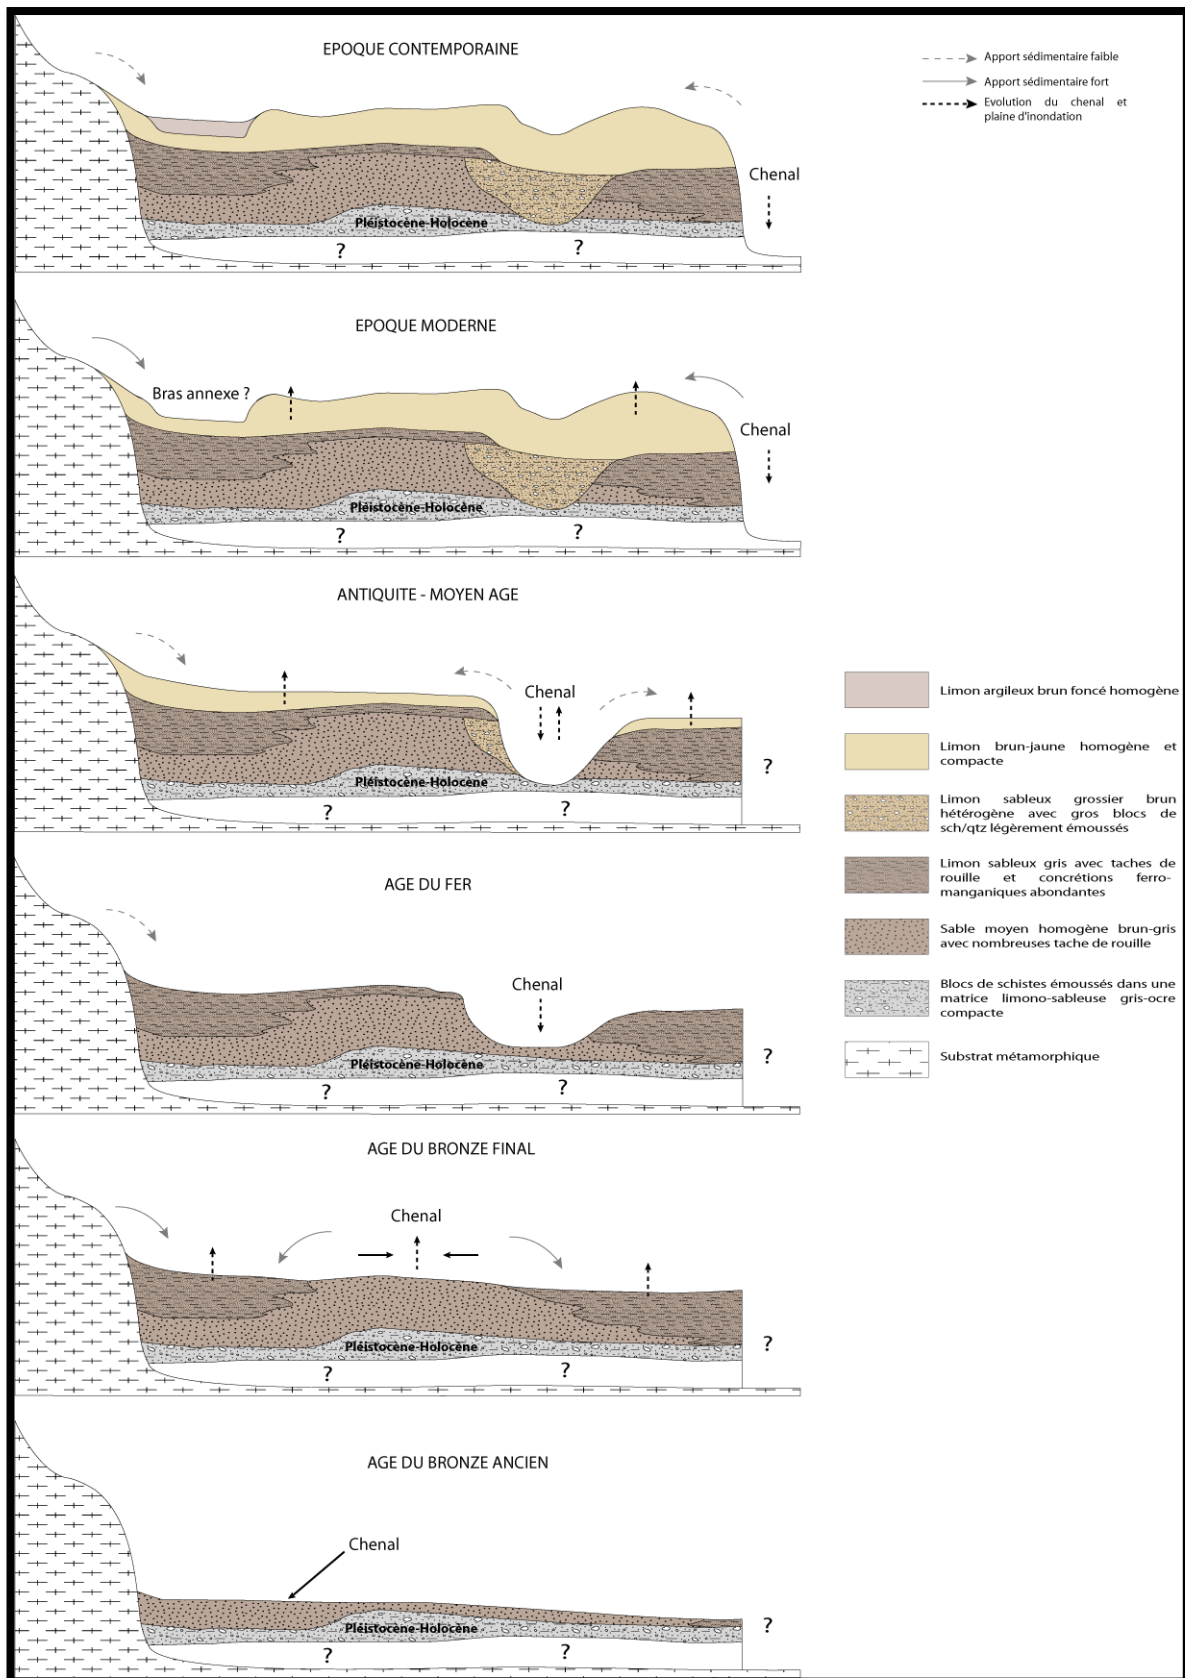 EPOQUE CONTEMPORAINE
Apport sédimentaire faible
Apport sédimentaire fort
Evolution du chenal et
plaine d'inondation
Chenal
Pléistocène-Holocène
?
?
EPOQUE MODERNE
Bras annexe ?
Chenal
Pléistocène-Holocène
?
?
ANTIQUITE - MOYEN AGE
Chenal
?
Pléistocène-Holocène
?
?
Limon argileux brun foncé homogène
Limon brun-jaune homogène et
compacte
Limon sableux grossier brun
hétérogène avec gros blocs de
sch/qtz légèrement émoussés
Limon sableux gris avec taches de
rouille et concrétions ferro-
manganiques abondantes
Sable moyen homogène brun-gris
avec nombreuses tache de rouille
Blocs de schistes émoussés dans une
matrice limono-sableuse gris-ocre
compacte
Substrat métamorphique
AGE DU FER
Chenal
?
Pléistocène-Holocène
?
?
AGE DU BRONZE FINAL
Chenal
?
Pléistocène-Holocène
?
?
AGE DU BRONZE ANCIEN
Chenal
?
Pléistocène-Holocène
?
?